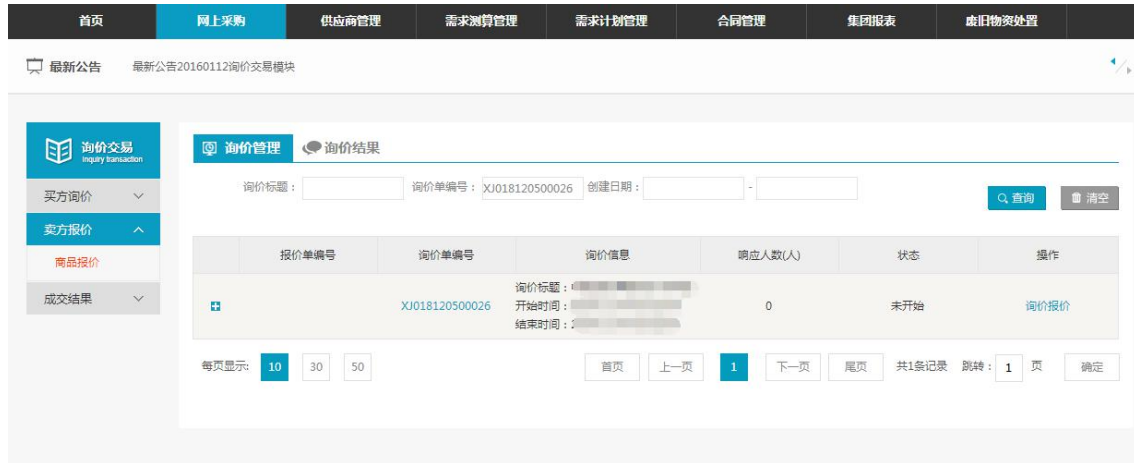 首页 网上采购 供应商管理 需求测算管理 需求计划管理 合同管理 集团报表 废旧物资处置
最新公告 最新公告20160112询价交易模块
询价交易
Inquiry transaction
买方询价
卖方报价
商品报价
成交结果
询价管理 询价结果
询价标题： 询价单编号： XJ018120500026 创建日期： -
查询 清空
报价单编号 询价单编号 询价信息 响应人数(人) 状态 操作
XJ018120500026
询价标题：
开始时间：
结束时间：
0 未开始 询价报价
每页显示: 10 30 50 首页 上一页 1 下一页 尾页 共1条记录 跳转： 1 页 确定